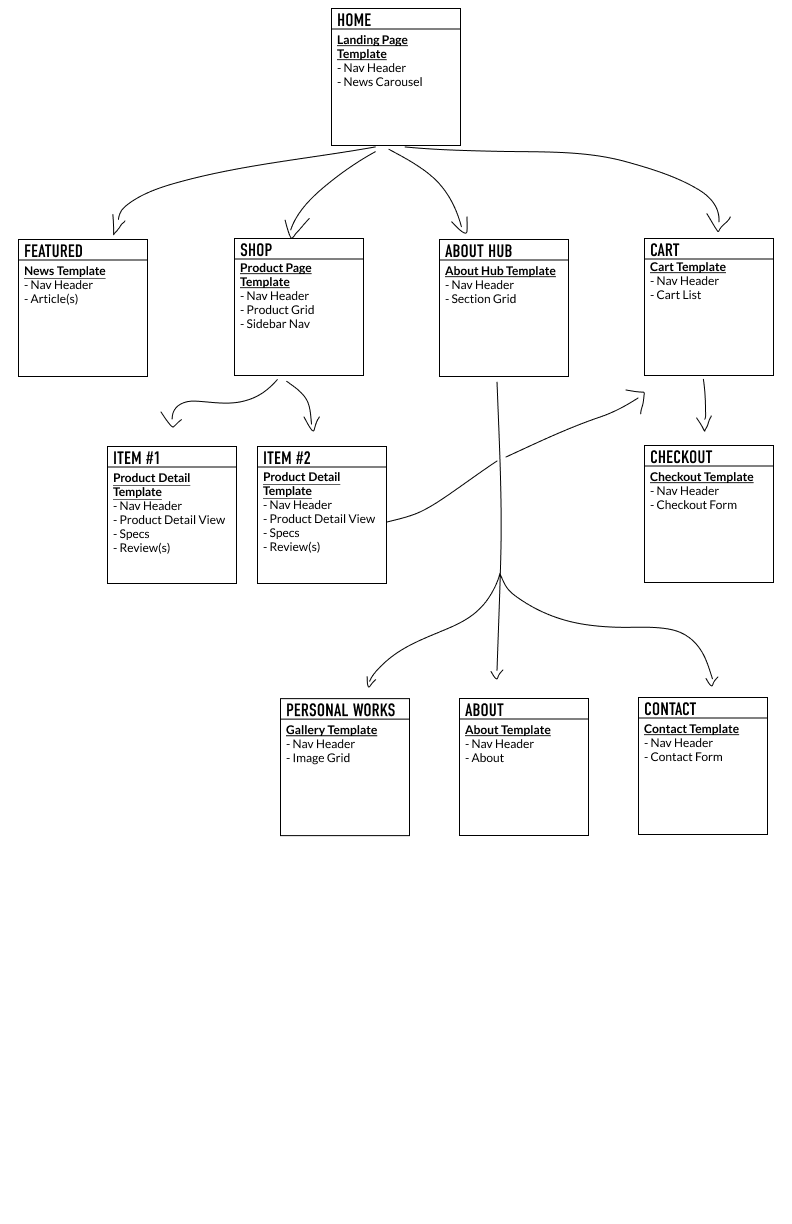 HOME
Landing Page
Template
- Nav Header
- News Carousel
FEATURED
News Template
- Nav Header
- Article(s)
SHOP
Product Page
Template
- Nav Header
- Product Grid
- Sidebar Nav
ABOUT HUB
About Hub Template
- Nav Header
- Section Grid
CART
Cart Template
- Nav Header
- Cart List
ITEM #1
Product Detail
Template
- Nav Header
- Product Detail View
- Specs
- Review(s)
ITEM #2
Product Detail
Template
- Nav Header
- Product Detail View
- Specs
- Review(s)
CHECKOUT
Checkout Template
- Nav Header
- Checkout Form
PERSONAL WORKS
Gallery Template
- Nav Header
- Image Grid
ABOUT
About Template
- Nav Header
- About
CONTACT
Contact Template
- Nav Header
- Contact Form